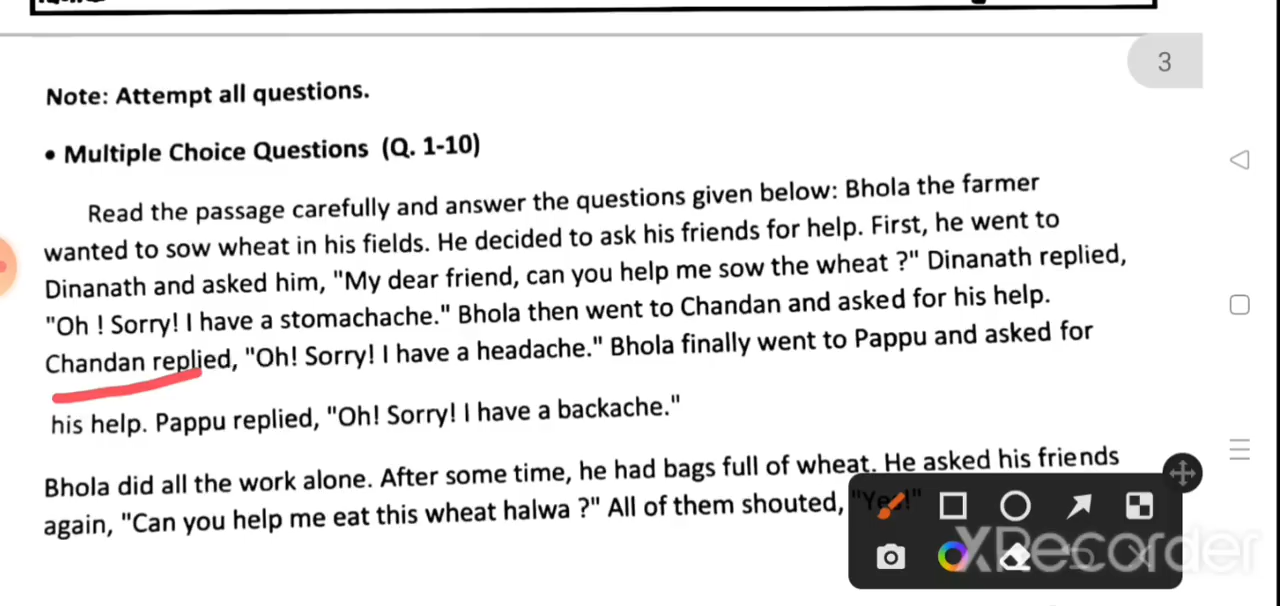 3
Note: Attempt all questions.
• Multiple Choice Questions (Q. 1-10)
Read the passage carefully and answer the questions given below: Bhola the farmer
wanted to sow wheat in his fields. He decided to ask his friends for help. First, he went to
Dinanath and asked him, "My dear friend, can you help me sow the wheat ?" Dinanath replied,
"Oh ! Sorry! I have a stomachache." Bhola then went to Chandan and asked for his help.
Chandan replied, "Oh! Sorry! I have a headache." Bhola finally went to Pappu and asked for
his help. Pappu replied, "Oh! Sorry! I have a backache."
Bhola did all the work alone. After some time, he had bags full of wheat. He asked his friends
again, "Can you help me eat this wheat halwa ?" All of them shouted, "Yes!"
XRecorder